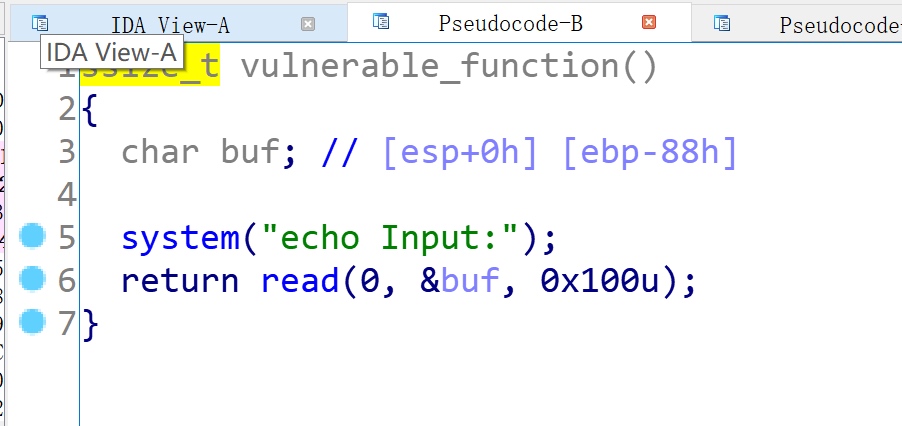 IDA View-A
Pseudocode-B
Pseudocode-
IDA View-A
ssize_t vulnerable_function()
2 {
3 char buf; // [esp+0h] [ebp-88h]
4
5 system("echo Input:");
6 return read(0, &buf, 0x100u);
7 }